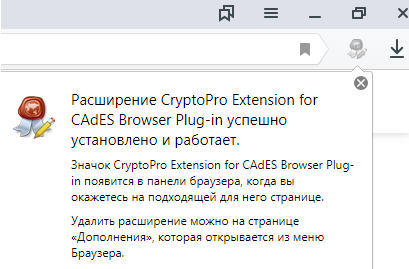 Расширение CryptoPro Extension for
CAdES Browser Plug-in успешно
установлено и работает.
Значок CryptoPro Extension for CAdES Browser Plug-
in появится в панели браузера, когда вы
окажетесь на подходящей для него странице.
Удалить расширение можно на странице
«Дополнения», которая открывается из меню
Браузера.